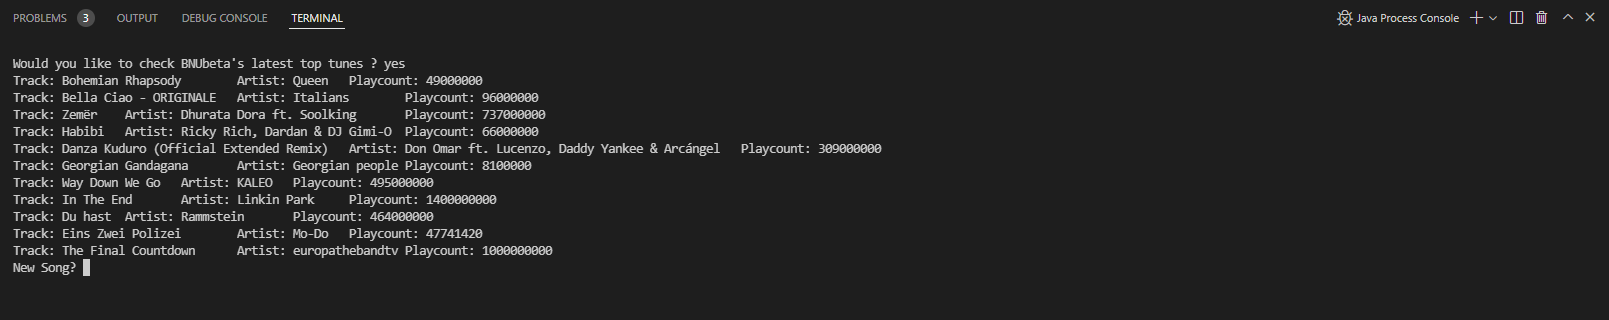 PROBLEMS 3 OUTPUT DEBUG CONSOLE TERMINAL Java Process Console
Would you like to check BNUbeta's latest top tunes ? yes
Track: Bohemian Rhapsody Artist: Queen Playcount: 49000000
Track: Bella Ciao - ORIGINALE Artist: Italians Playcount: 96000000
Track: Zemër Artist: Dhurata Dora ft. Soolking Playcount: 737000000
Track: Habibi Artist: Ricky Rich, Dardan & DJ Gimi-O Playcount: 66000000
Track: Danza Kuduro (Official Extended Remix) Artist: Don Omar ft. Lucenzo, Daddy Yankee & Arcángel Playcount: 309000000
Track: Georgian Gandagana Artist: Georgian people Playcount: 8100000
Track: Way Down We Go Artist: KALEO Playcount: 495000000
Track: In The End Artist: Linkin Park Playcount: 1400000000
Track: Du hast Artist: Rammstein Playcount: 464000000
Track: Eins Zwei Polizei Artist: Mo-Do Playcount: 47741420
Track: The Final Countdown Artist: europathebandtv Playcount: 1000000000
New Song?